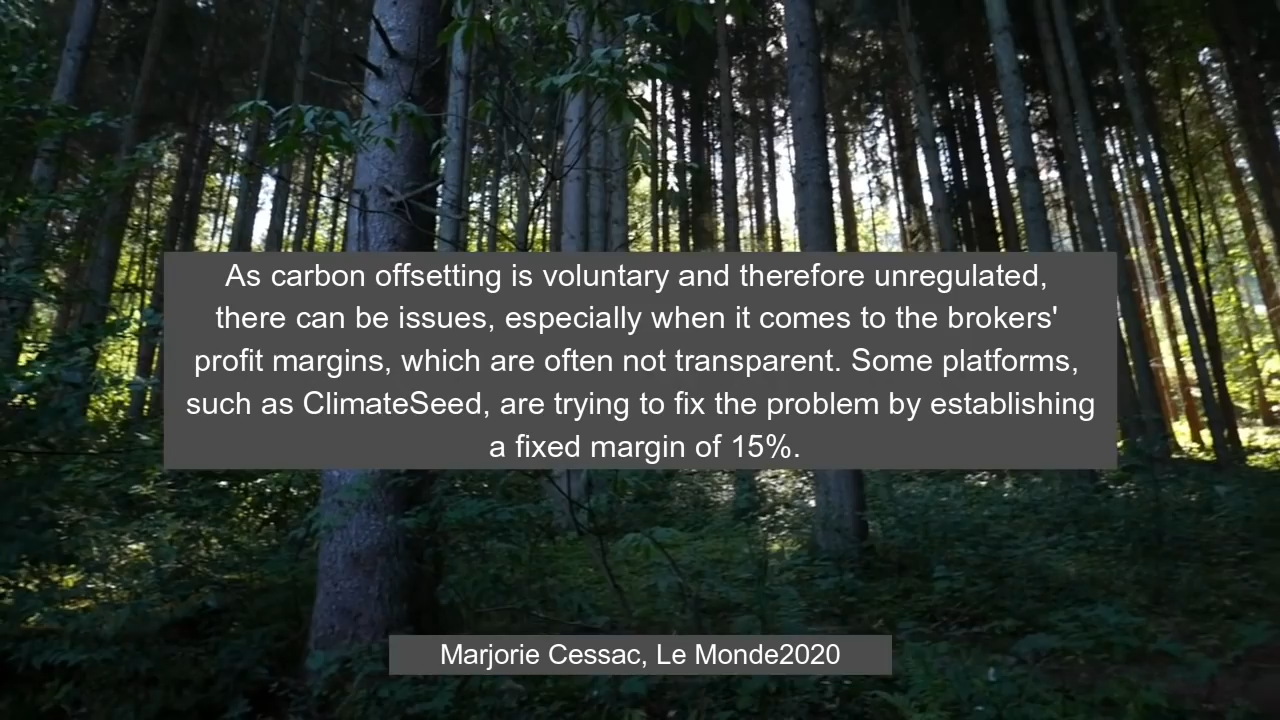 As carbon offsetting is voluntary and therefore unregulated,
there can be issues, especially when it comes to the brokers'
profit margins, which are often not transparent. Some platforms,
such as ClimateSeed, are trying to fix the problem by establishing
a fixed margin of 15%.
Marjorie Cessac, Le Monde2020